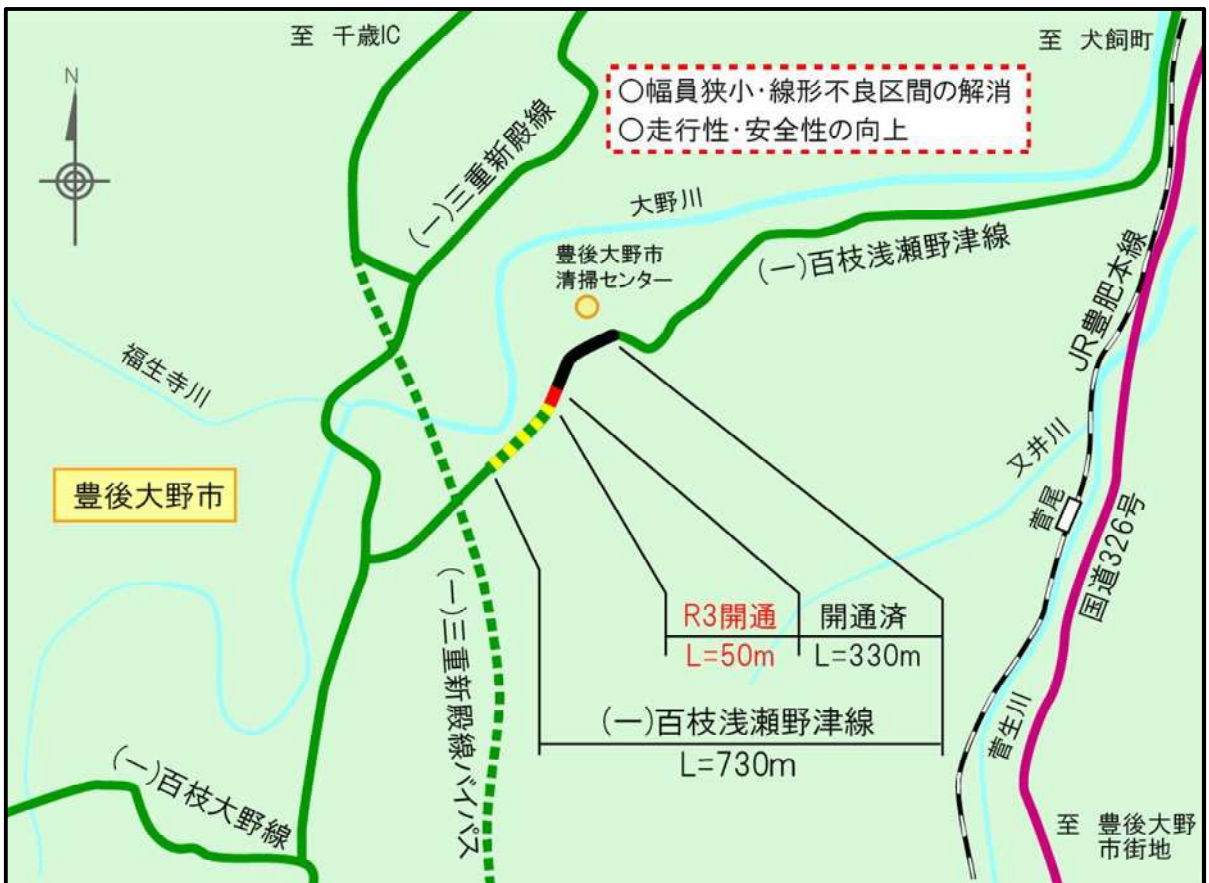 至 千歳IC
至 犬飼町
N
○幅員狭小・線形不良区間の解消
○走行性・安全性の向上
(一)三重新殿線
大野川
豊後大野市
清掃センター
(一)百枝浅瀬野津線
JR豊肥本線
福生寺川
又井川
豊後大野市
菅尾
国道326号
(一)三重新殿線バイパス
R3開通
開通済
L=50m
L=330m
(一)百枝浅瀬野津線
L=730m
菅生川
(一)百枝大野線
至 豊後大野
市街地